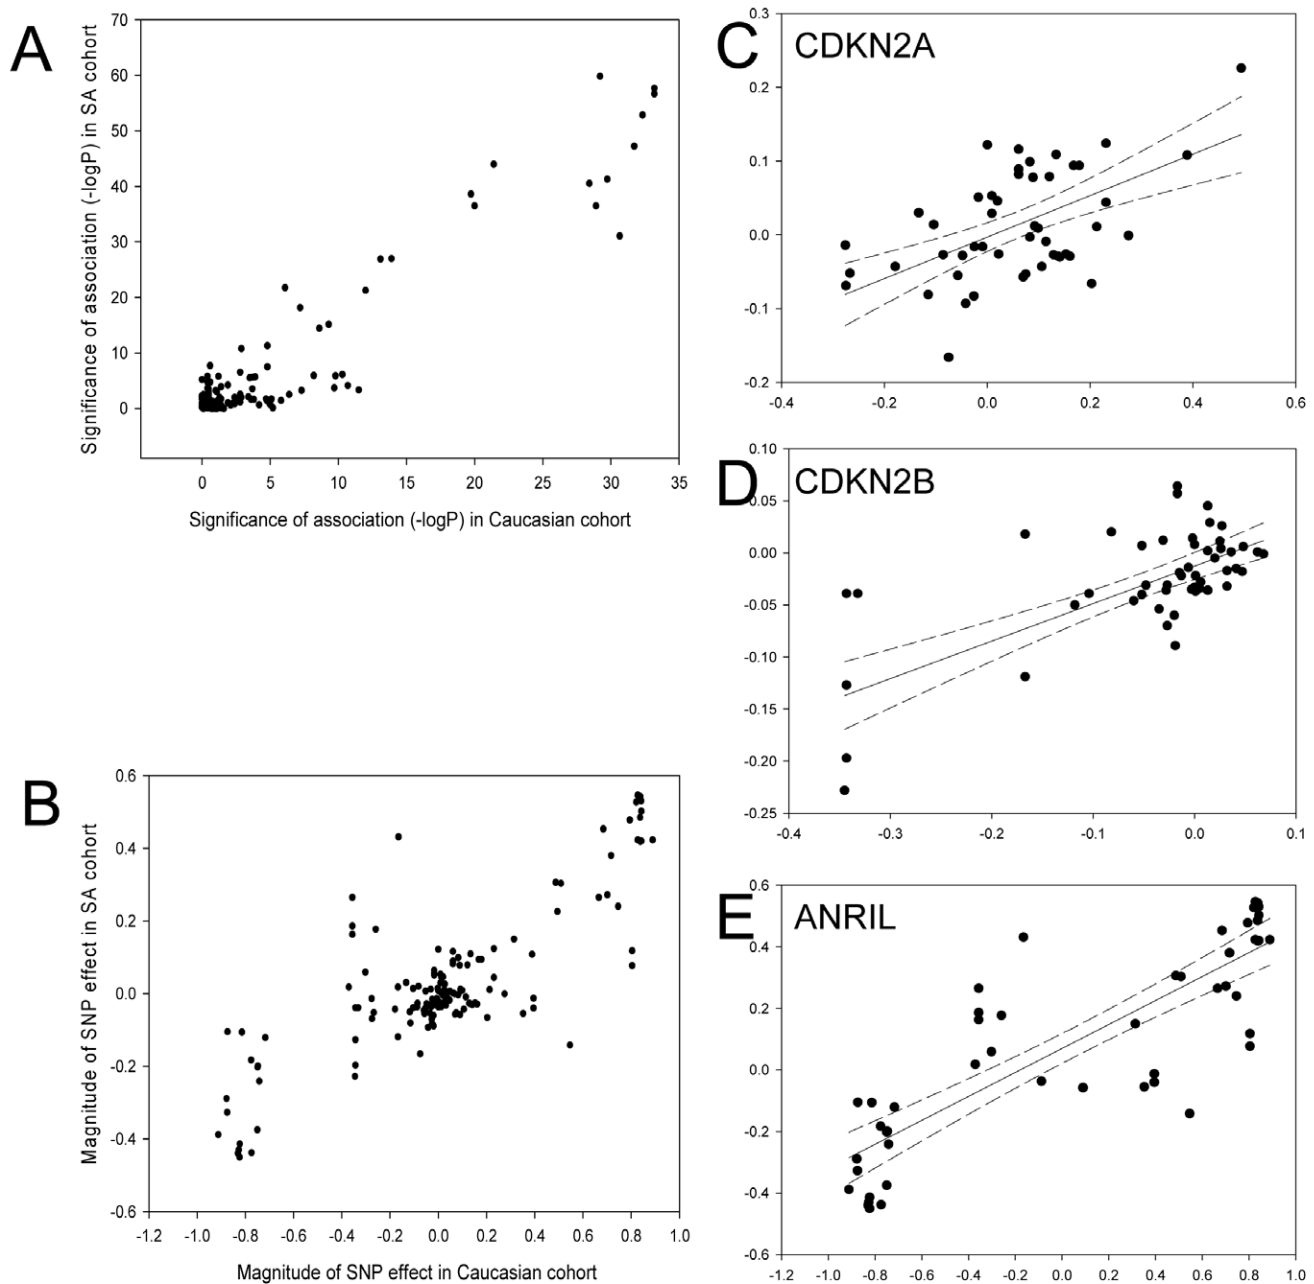 A
Significance of association (-logP) in SA cohort
70
60
50
40
30
20
10
0
0 5 10 15 20 25 30 35
Significance of association (-logP) in Caucasian cohort
B
Magnitude of SNP effect in SA cohort
0.6
0.4
0.2
0.0
-0.2
-0.4
-0.6
-1.2 -1.0 -0.8 -0.6 -0.4 -0.2 0.0 0.2 0.4 0.6 0.8 1.0
Magnitude of SNP effect in Caucasian cohort
C
CDKN2A
0.3
0.2
0.1
0.0
-0.1
-0.2
-0.4 -0.2 0.0 0.2 0.4 0.6
D
CDKN2B
0.10
0.05
0.00
-0.05
-0.10
-0.15
-0.20
-0.25
-0.4 -0.3 -0.2 -0.1 0.0 0.1
E
ANRIL
0.6
0.4
0.2
0.0
-0.2
-0.4
-0.6
-1.2 -1.0 -0.8 -0.6 -0.4 -0.2 0.0 0.2 0.4 0.6 0.8 1.0